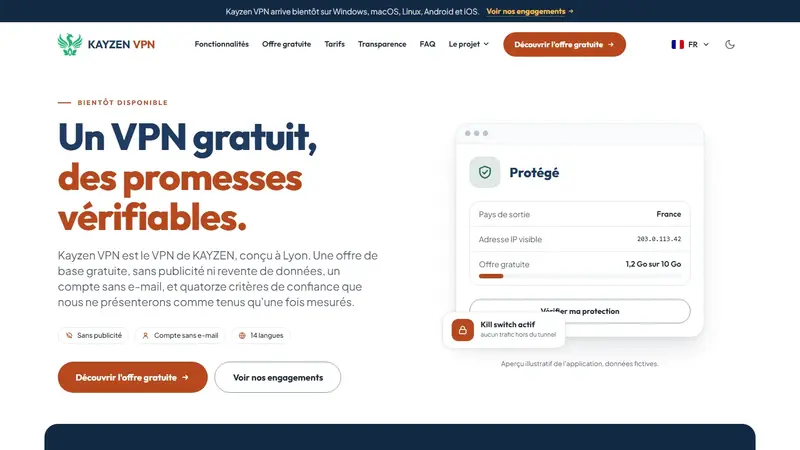 Kayzen VPN arrive bientôt sur Windows, macOS, Linux, Android et iOS. Voir nos engagements →
KAYZEN VPN
Fonctionnalités Offre gratuite Tarifs Transparence FAQ Le projet Découvrir l'offre gratuite → FR
BIENTÔT DISPONIBLE
Un VPN gratuit,
des promesses
vérifiables.
Kayzen VPN est le VPN de KAYZEN, conçu à Lyon. Une offre de
base gratuite, sans publicité ni revente de données, un
compte sans e-mail, et quatorze critères de confiance que
nous ne présenterons comme tenus qu'une fois mesurés.
Sans publicité Compte sans e-mail 14 langues
Découvrir l'offre gratuite → Voir nos engagements
Protégé
Pays de sortie France
Adresse IP visible 203.0.113.42
Offre gratuite 1,2 Go sur 10 Go
Vérifier ma protection
Kill switch actif
aucun trafic hors du tunnel
Aperçu illustratif de l'application, données fictives.